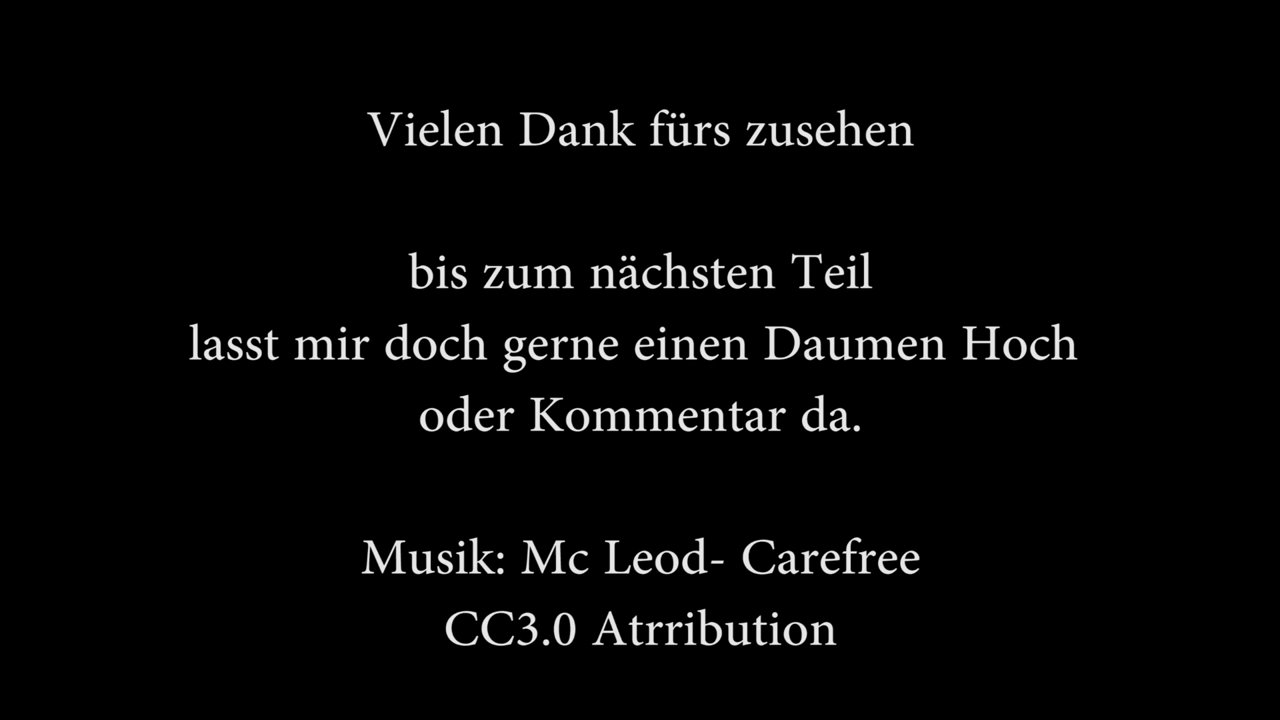 Vielen Dank fürs zusehen
bis zum nächsten Teil
lasst mir doch gerne einen Daumen Hoch
oder Kommentar da.
Musik: Mc Leod- Carefree
CC3.0 Atrribution